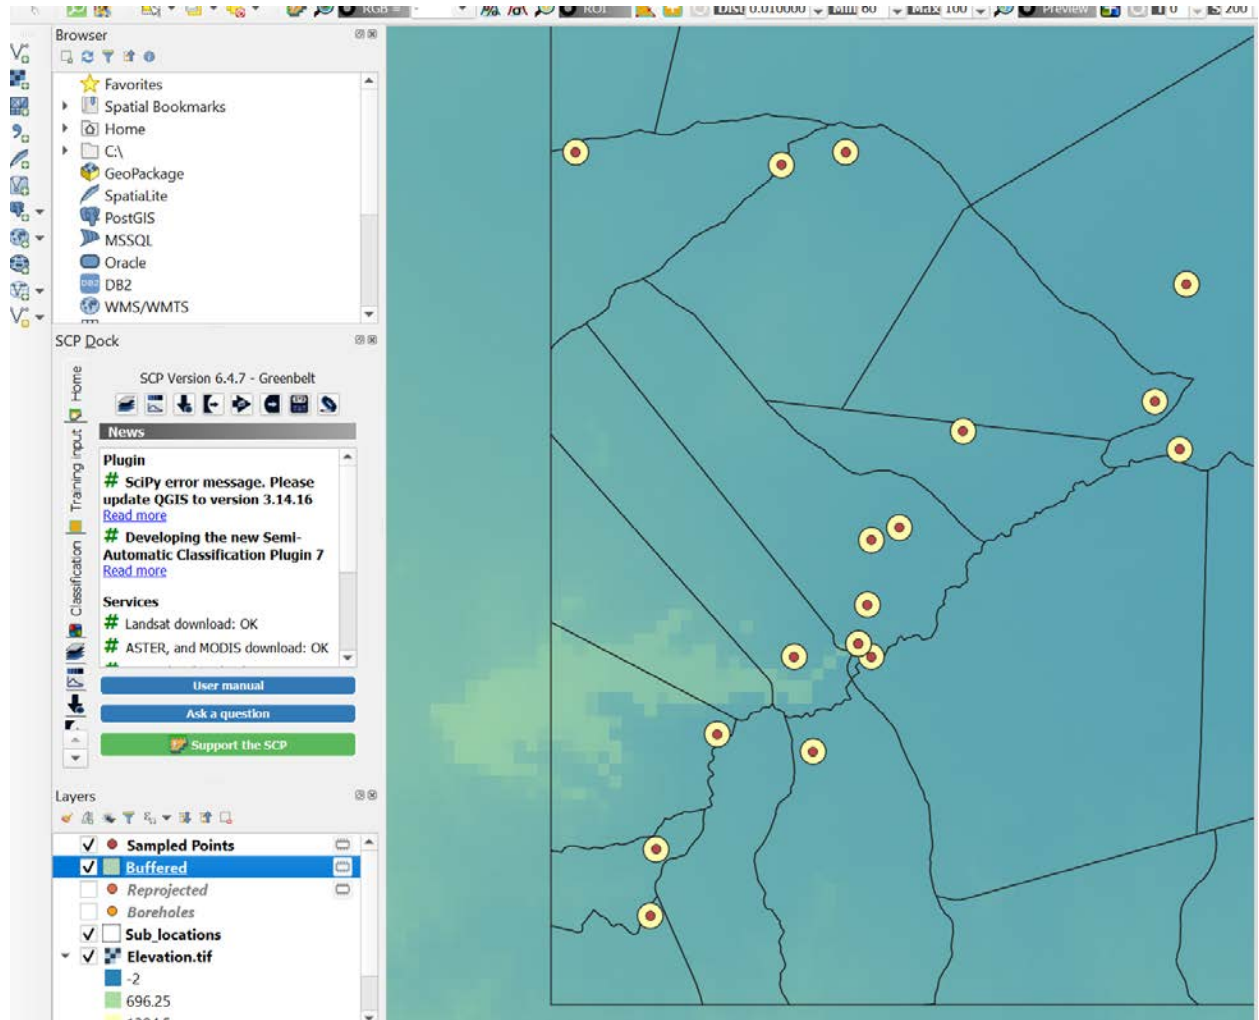 RGB =
ROI
Dist 0.010000
Min 60
Max 100
Preview
T 0
S 200
Browser
Favorites
Spatial Bookmarks
Home
C:\
GeoPackage
SpatiaLite
PostGIS
MSSQL
Oracle
DB2
DB2
WMS/WMTS
SCP Dock
Home
Training input
Classification
SCP Version 6.4.7 - Greenbelt
News
Plugin
# SciPy error message. Please
update QGIS to version 3.14.16
Read more
# Developing the new Semi-
Automatic Classification Plugin 7
Read more
Services
# Landsat download: OK
# ASTER, and MODIS download: OK
User manual
Ask a question
Support the SCP
Layers
Sampled Points
Buffered
Reprojected
Boreholes
Sub_locations
Elevation.tif
-2
696.25